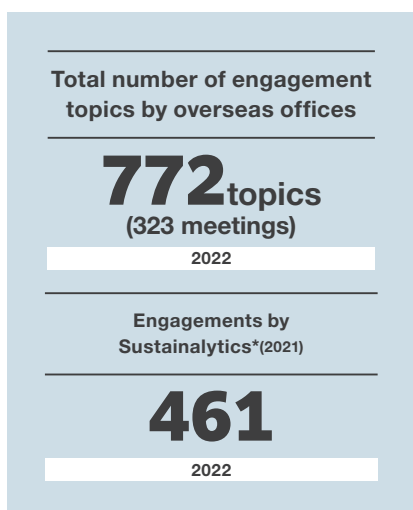 Total number of engagement
topics by overseas offices
772topics
(323 meetings)
2022
Engagements by
Sustainalytics*(2021)
461
2022